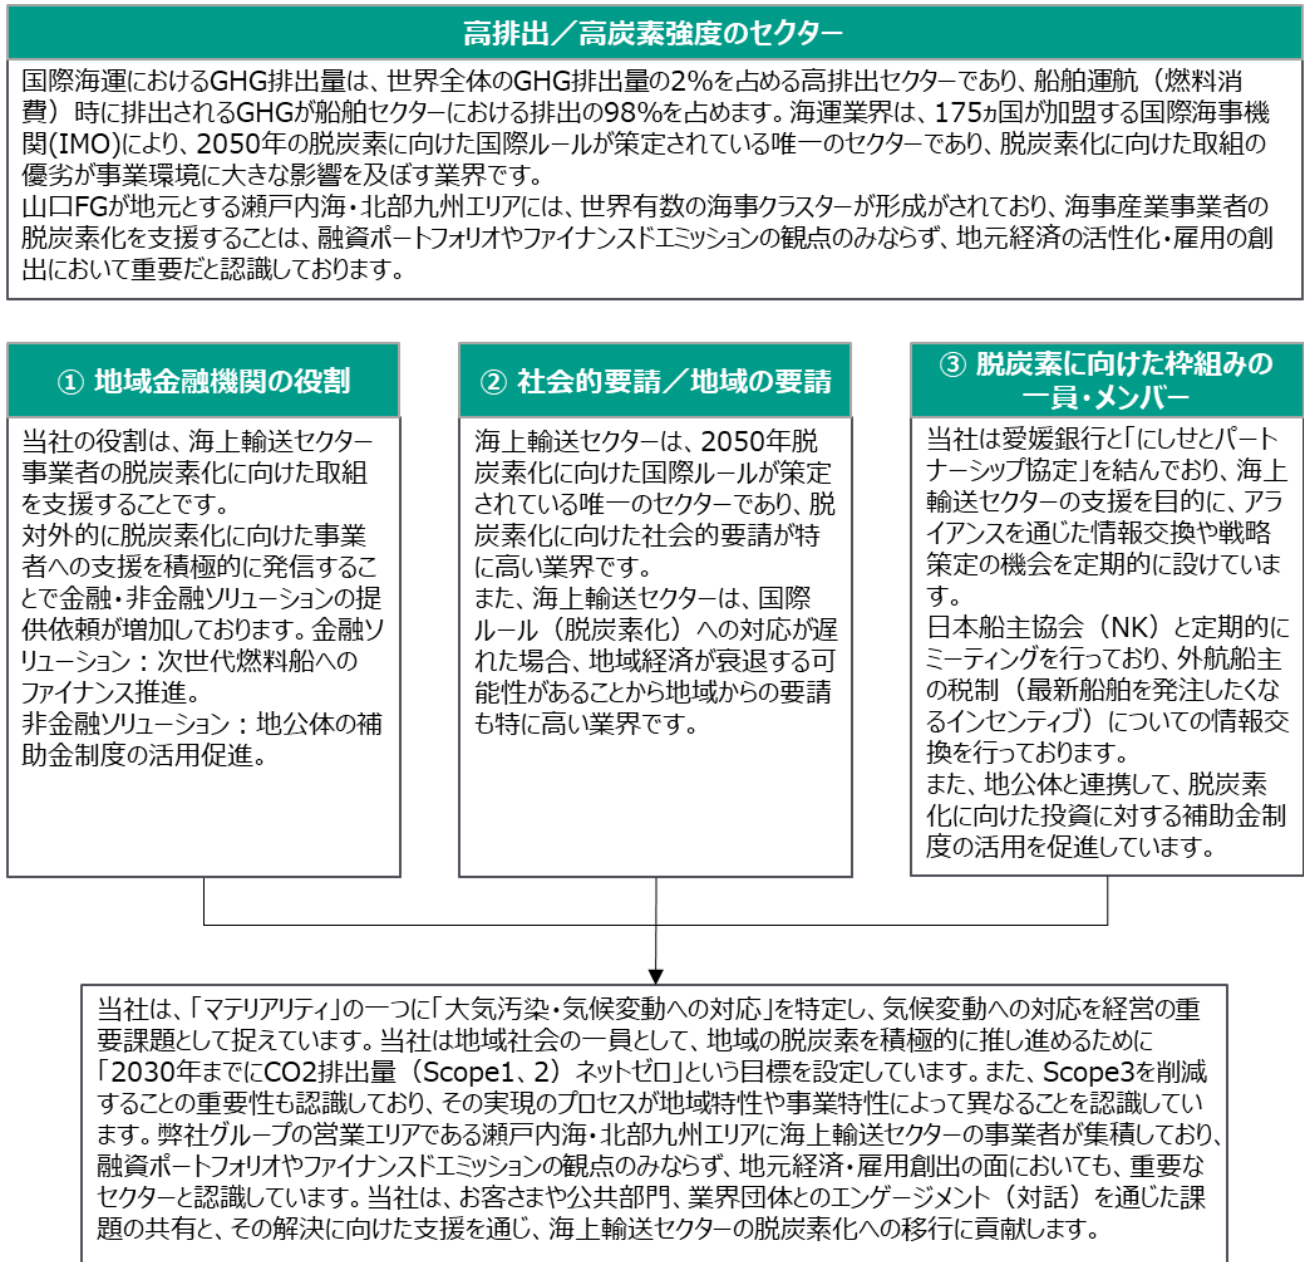 高排出／高炭素強度のセクター
国際海運におけるGHG排出量は、世界全体のGHG排出量の2%を占める高排出セクターであり、船舶運航（燃料消
費）時に排出されるGHGが船舶セクターにおける排出の98%を占めます。海運業界は、175ヵ国が加盟する国際海事機
関(IMO)により、2050年の脱炭素に向けた国際ルールが策定されている唯一のセクターであり、脱炭素化に向けた取組の
優劣が事業環境に大きな影響を及ぼす業界です。
山口FGが地元とする瀬戸内海・北部九州エリアには、世界有数の海事クラスターが形成がされており、海事産業事業者の
脱炭素化を支援することは、融資ポートフォリオやファイナンスドエミッションの観点のみならず、地元経済の活性化・雇用の創
出において重要だと認識しております。
① 地域金融機関の役割
当社の役割は、海上輸送セクター
事業者の脱炭素化に向けた取組
を支援することです。
対外的に脱炭素化に向けた事業
者への支援を積極的に発信するこ
とで金融・非金融ソリューションの提
供依頼が増加しております。金融ソ
リューション：次世代燃料船への
ファイナンス推進。
非金融ソリューション：地公体の補
助金制度の活用促進。
② 社会的要請／地域の要請
海上輸送セクターは、2050年脱
炭素化に向けた国際ルールが策定
されている唯一のセクターであり、脱
炭素化に向けた社会的要請が特
に高い業界です。
また、海上輸送セクターは、国際
ルール（脱炭素化）への対応が遅
れた場合、地域経済が衰退する可
能性があることから地域からの要請
も特に高い業界です。
③ 脱炭素に向けた枠組みの
一員・メンバー
当社は愛媛銀行と「にしせとパート
ナーシップ協定」を結んでおり、海上
輸送セクターの支援を目的に、アラ
イアンスを通じた情報交換や戦略
策定の機会を定期的に設けていま
す。
日本船主協会（NK）と定期的に
ミーティングを行っており、外航船主
の税制（最新船舶を発注したくな
るインセンティブ）についての情報交
換を行っております。
また、地公体と連携して、脱炭素
化に向けた投資に対する補助金制
度の活用を促進しています。
当社は、「マテリアリティ」の一つに「大気汚染・気候変動への対応」を特定し、気候変動への対応を経営の重
要課題として捉えています。当社は地域社会の一員として、地域の脱炭素を積極的に推し進めるために
「2030年までにCO2排出量（Scope1、2）ネットゼロ」という目標を設定しています。また、Scope3を削減
することの重要性も認識しており、その実現のプロセスが地域特性や事業特性によって異なることを認識してい
ます。弊社グループの営業エリアである瀬戸内海・北部九州エリアに海上輸送セクターの事業者が集積しており、
融資ポートフォリオやファイナンスドエミッションの観点のみならず、地元経済・雇用創出の面においても、重要な
セクターと認識しています。当社は、お客さまや公共部門、業界団体とのエンゲージメント（対話）を通じた課
題の共有と、その解決に向けた支援を通じ、海上輸送セクターの脱炭素化への移行に貢献します。